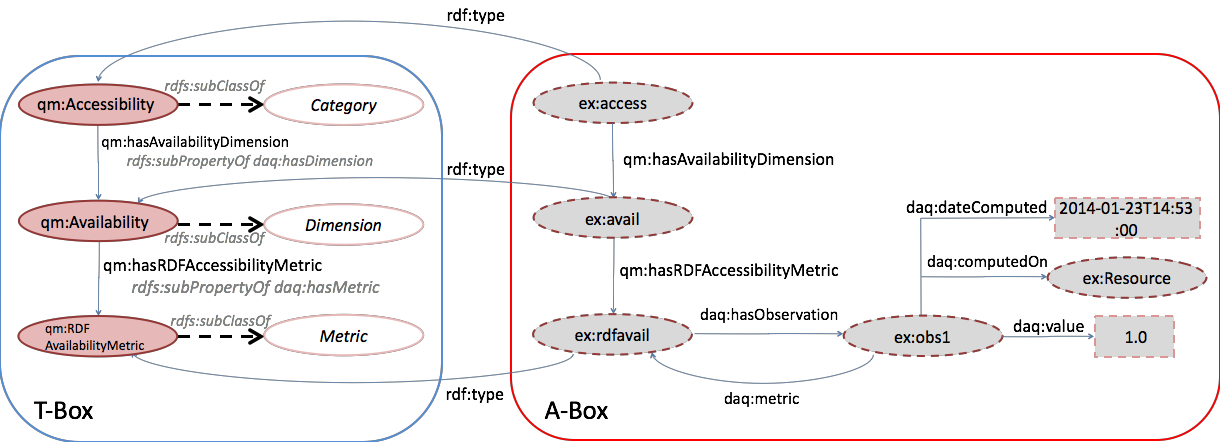 rdf:type
qm:Accessibility
rdfs:subClassOf
Category
qm:hasAvailabilityDimension
rdfs:subPropertyOf daq:hasDimension
rdf:type
qm:Availability
rdfs:subClassOf
Dimension
qm:hasRDFAccessibilityMetric
rdfs:subPropertyOf daq:hasMetric
qm:RDF
AvailabilityMetric
rdfs:subClassOf
Metric
rdf:type
T-Box
ex:access
qm:hasAvailabilityDimension
ex:avail
qm:hasRDFAccessibilityMetric
ex:rdfavail
daq:hasObservation
ex:obs1
daq:metric
daq:dateComputed
2014-01-23T14:53
:00
daq:computedOn
ex:Resource
daq:value
1.0
A-Box